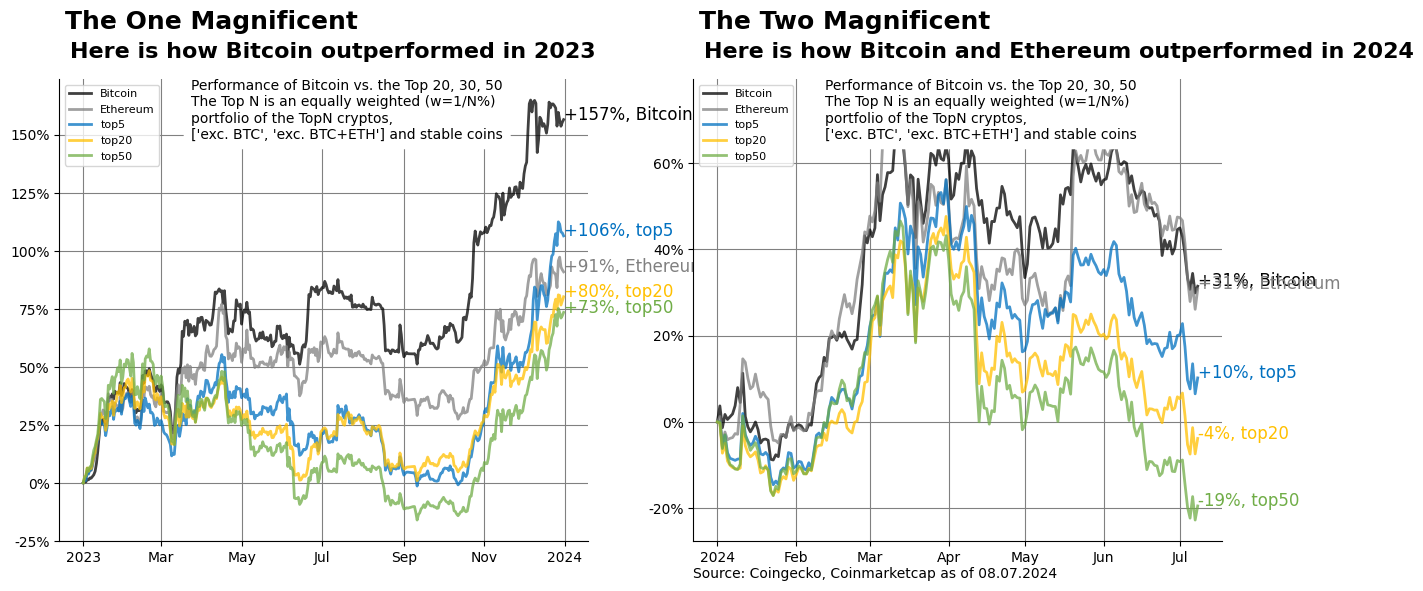 The One Magnificent
Here is how Bitcoin outperformed in 2023
Performance of Bitcoin vs. the Top 20, 30, 50
The Top N is an equally weighted (w=1/N%)
portfolio of the TopN cryptos,
['exc. BTC', 'exc. BTC+ETH'] and stable coins
Bitcoin
Ethereum
top5
top20
top50
150%
125%
100%
75%
50%
25%
0%
-25%
+157%, Bitcoin
+106%, top5
+91%, Ethereum
+80%, top20
+73%, top50
2023
Mar
May
Jul
Sep
Nov
2024
The Two Magnificent
Here is how Bitcoin and Ethereum outperformed in 2024
Performance of Bitcoin vs. the Top 20, 30, 50
The Top N is an equally weighted (w=1/N%)
portfolio of the TopN cryptos,
['exc. BTC', 'exc. BTC+ETH'] and stable coins
Bitcoin
Ethereum
top5
top20
top50
60%
40%
20%
0%
-20%
+31%, Bitcoin
+31%, Ethereum
+10%, top5
-4%, top20
-19%, top50
2024
Feb
Mar
Apr
May
Jun
Jul
Source: Coingecko, Coinmarketcap as of 08.07.2024